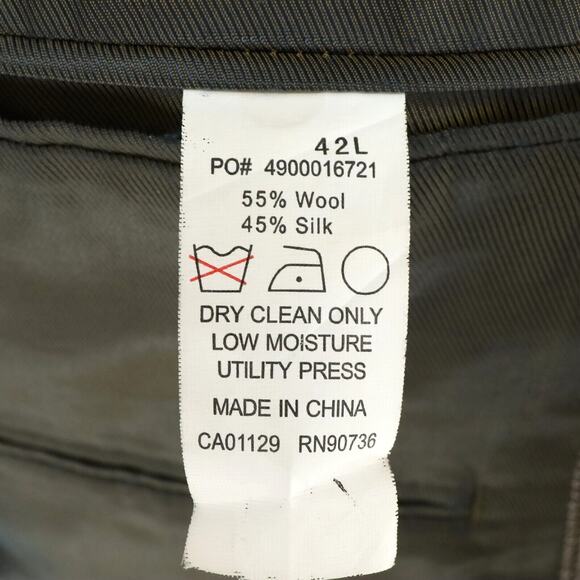 42L
PO# 4900016721
55% Wool
45% Silk
DRY CLEAN ONLY
LOW MOISTURE
UTILITY PRESS
MADE IN CHINA
CA01129 RN90736